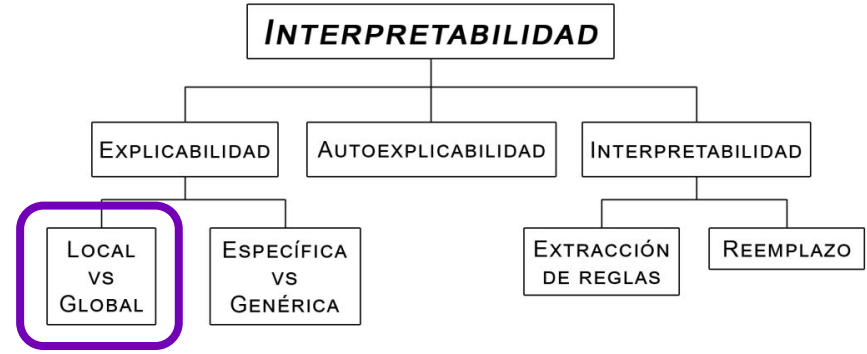 INTERPRETABILIDAD
EXPLICABILIDAD
AUTOEXPLICABILIDAD
INTERPRETABILIDAD
LOCAL
VS
GLOBAL
ESPECÍFICA
VS
GENÉRICA
EXTRACCIÓN
DE REGLAS
REEMPLAZO